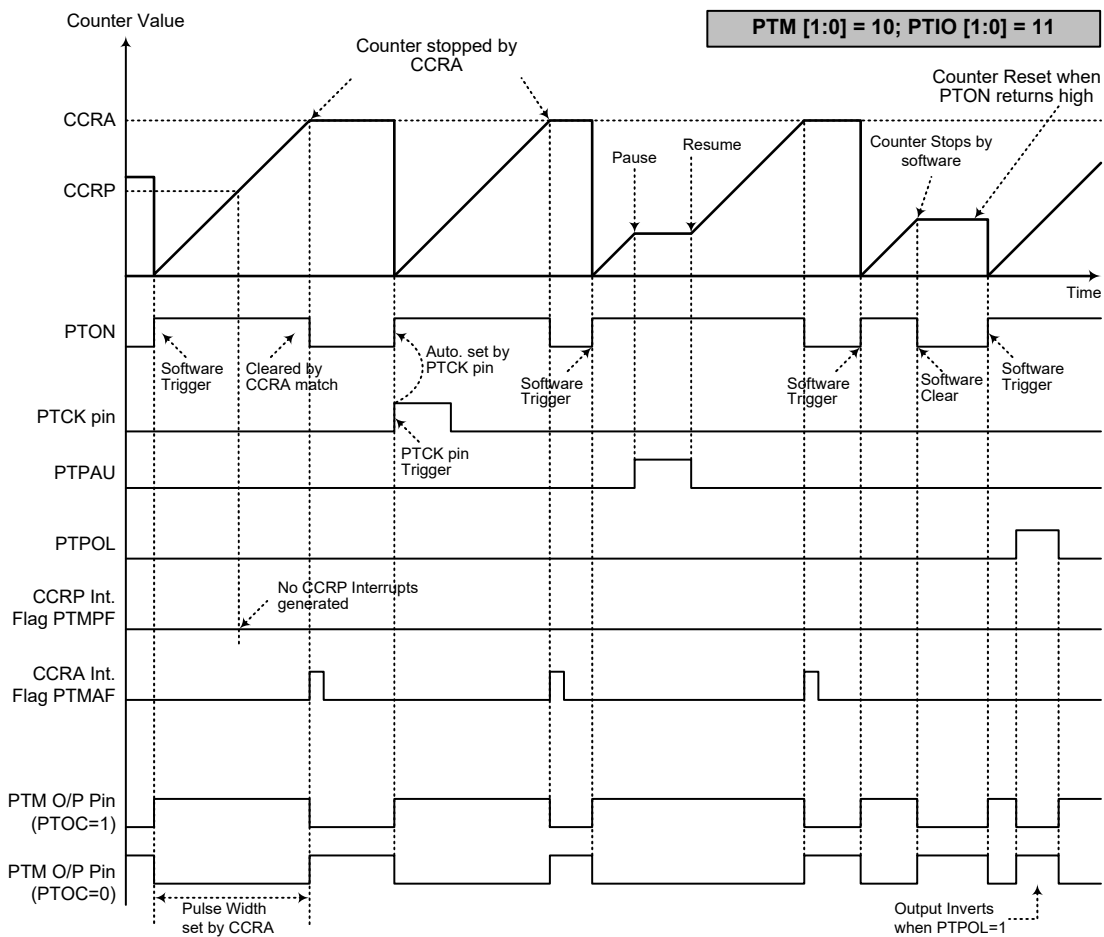 Counter Value
PTM [1:0] = 10; PTIO [1:0] = 11
Counter stopped by
CCRA
Counter Reset when
PTON returns high
CCRA
Pause
Resume
Counter Stops by
software
CCRP
Time
PTON
Software
Trigger
Cleared by
CCRA match
Auto. set by
PTCK pin
Software
Trigger
Software
Trigger
Software
Clear
Software
Trigger
PTCK pin
PTCK pin
Trigger
PTPAU
PTPOL
CCRP Int.
Flag PTMPF
No CCRP Interrupts
generated
CCRA Int.
Flag PTMAF
PTM O/P Pin
(PTOC=1)
PTM O/P Pin
(PTOC=0)
Pulse Width
set by CCRA
Output Inverts
when PTPOL=1